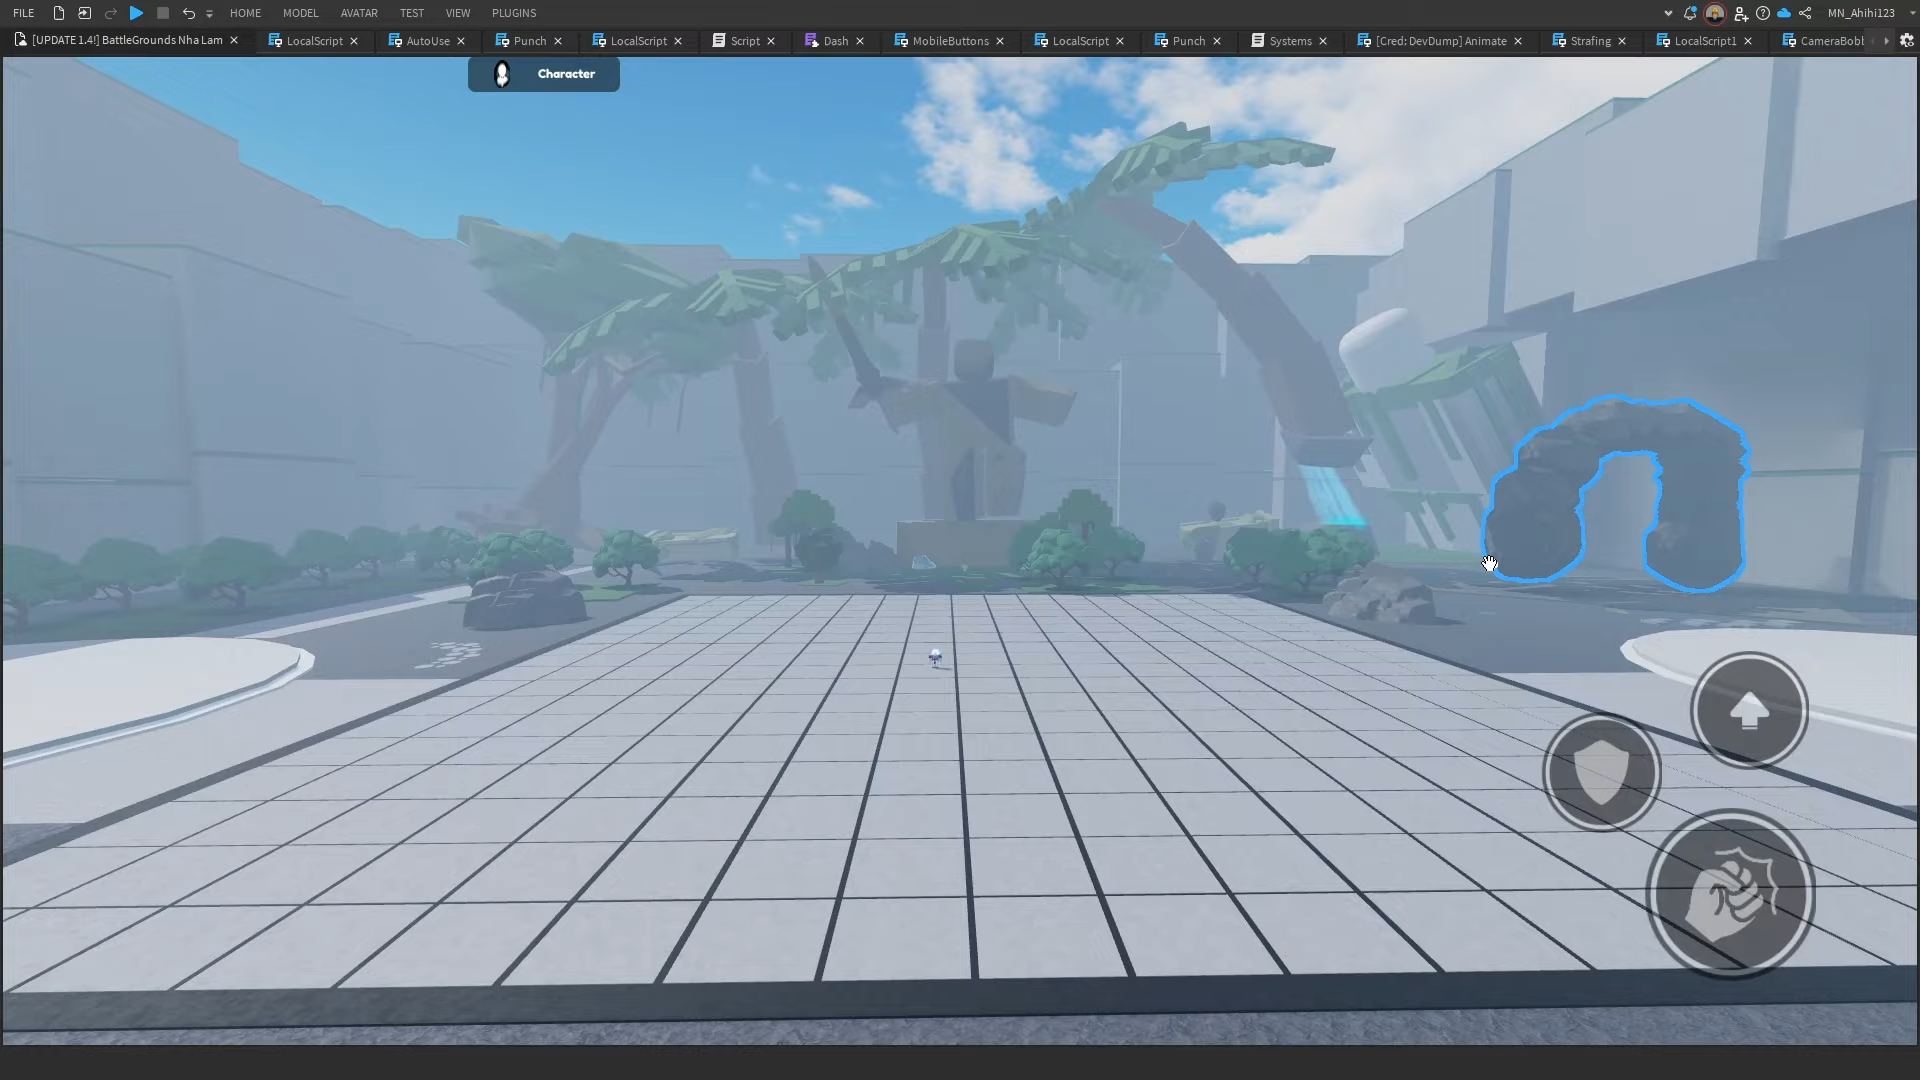 FILE HOME MODEL AVATAR TEST VIEW PLUGINS MN_Ahihi123
[UPDATE 1.4!] BattleGrounds Nha Lam LocalScript AutoUse Punch LocalScript Script Dash MobileButtons LocalScript Punch Systems [Cred: DevDump] Animate Strafing LocalScript1 CameraBobb
Character